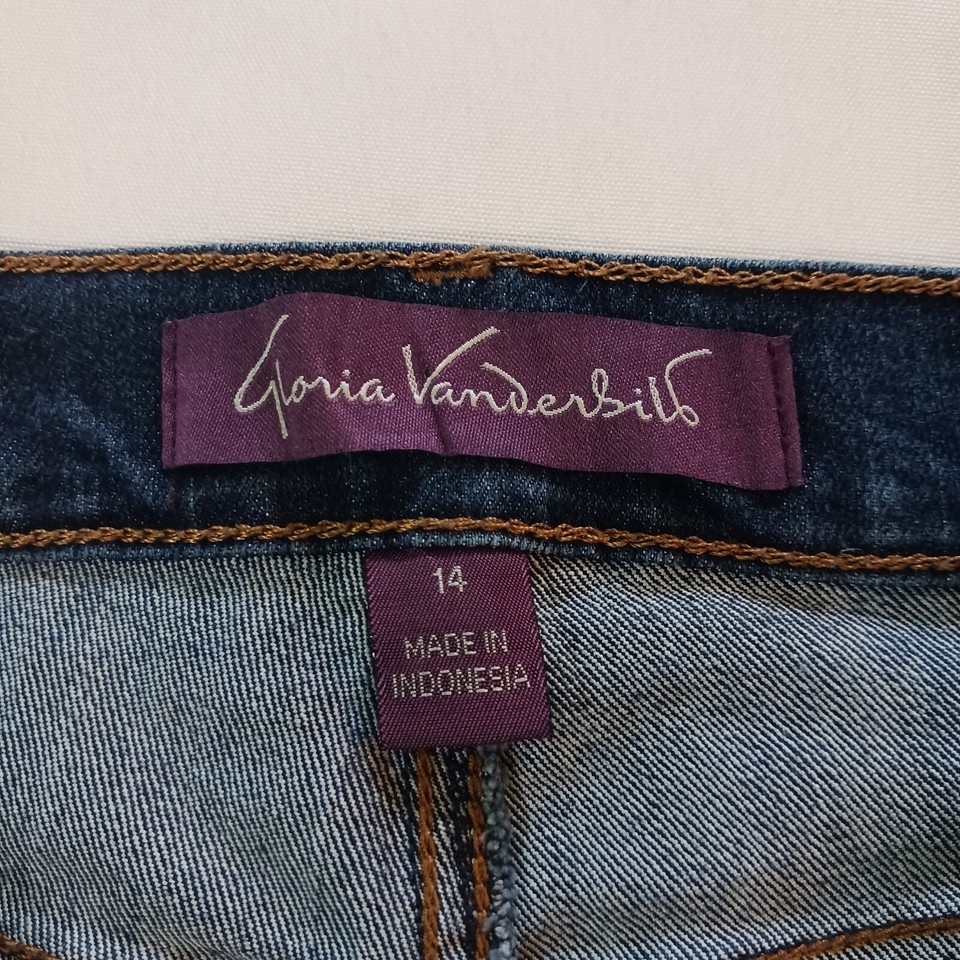 Gloria Vanderbilt
14
MADE IN
INDONESIA